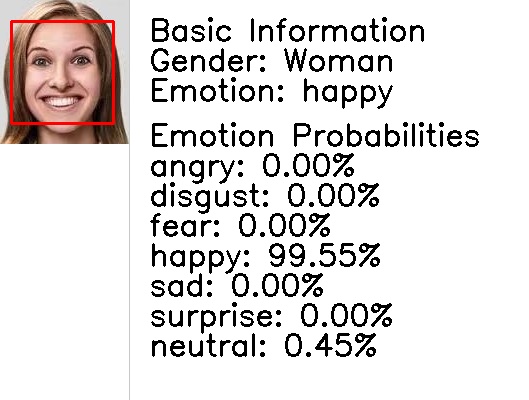 Basic Information
Gender: Woman
Emotion: happy
Emotion Probabilities
angry: 0.00%
disgust: 0.00%
fear: 0.00%
happy: 99.55%
sad: 0.00%
surprise: 0.00%
neutral: 0.45%